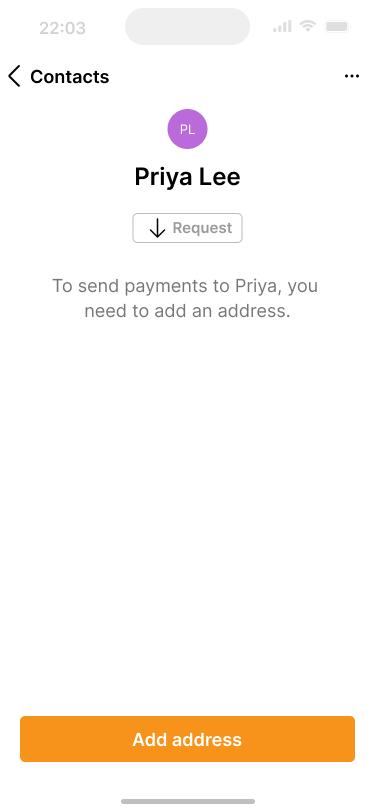 22:03
Contacts
PL
Priya Lee
Request
To send payments to Priya, you
need to add an address.
Add address